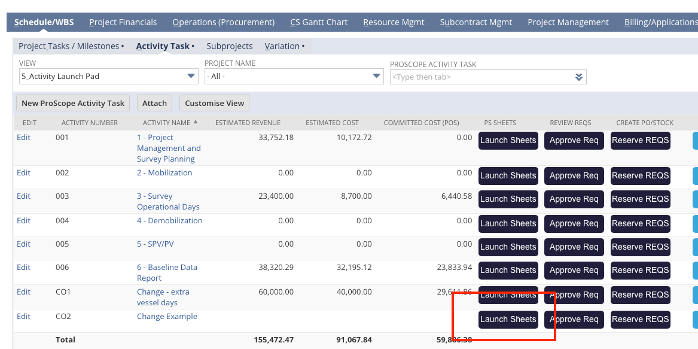 Schedule/WBS Project Financials Operations (Procurement) CS Gantt Chart Resource Mgmt Subcontract Mgmt Project Management Billing/Applications
Project Tasks / Milestones • Activity Task • Subprojects Variation •
VIEW PROJECT NAME PROSCOPE ACTIVITY TASK
5_Activity Launch Pad - All - <Type then tab>
New ProScope Activity Task Attach Customise View
EDIT ACTIVITY NUMBER ACTIVITY NAME ESTIMATED REVENUE ESTIMATED COST COMMITTED COST (POS) PS SHEETS REVIEW REQS CREATE PO/STOCK
Edit 001 1 - Project 33,752.18 10,172.72 0.00 Launch Sheets Approve Req Reserve REQS
Management and
Survey Planning
Edit 002 2 - Mobilization 0.00 0.00 0.00 Launch Sheets Approve Req Reserve REQS
Edit 003 3 - Survey 23,400.00 8,700.00 6,440.58 Launch Sheets Approve Req Reserve REQS
Operational Days
Edit 004 4 - Demobilization 0.00 0.00 0.00 Launch Sheets Approve Req Reserve REQS
Edit 005 5 - SPV/PV 0.00 0.00 0.00 Launch Sheets Approve Req Reserve REQS
Edit 006 6 - Baseline Data 38,320.29 32,195.12 23,833.94 Launch Sheets Approve Req Reserve REQS
Report
Edit CO1 Change - extra 60,000.00 40,000.00 Launch Sheets Approve Req Reserve REQS
vessel days
Edit CO2 Change Example Launch Sheets Approve Req Reserve REQS
Total 155,472.47 91,067.84